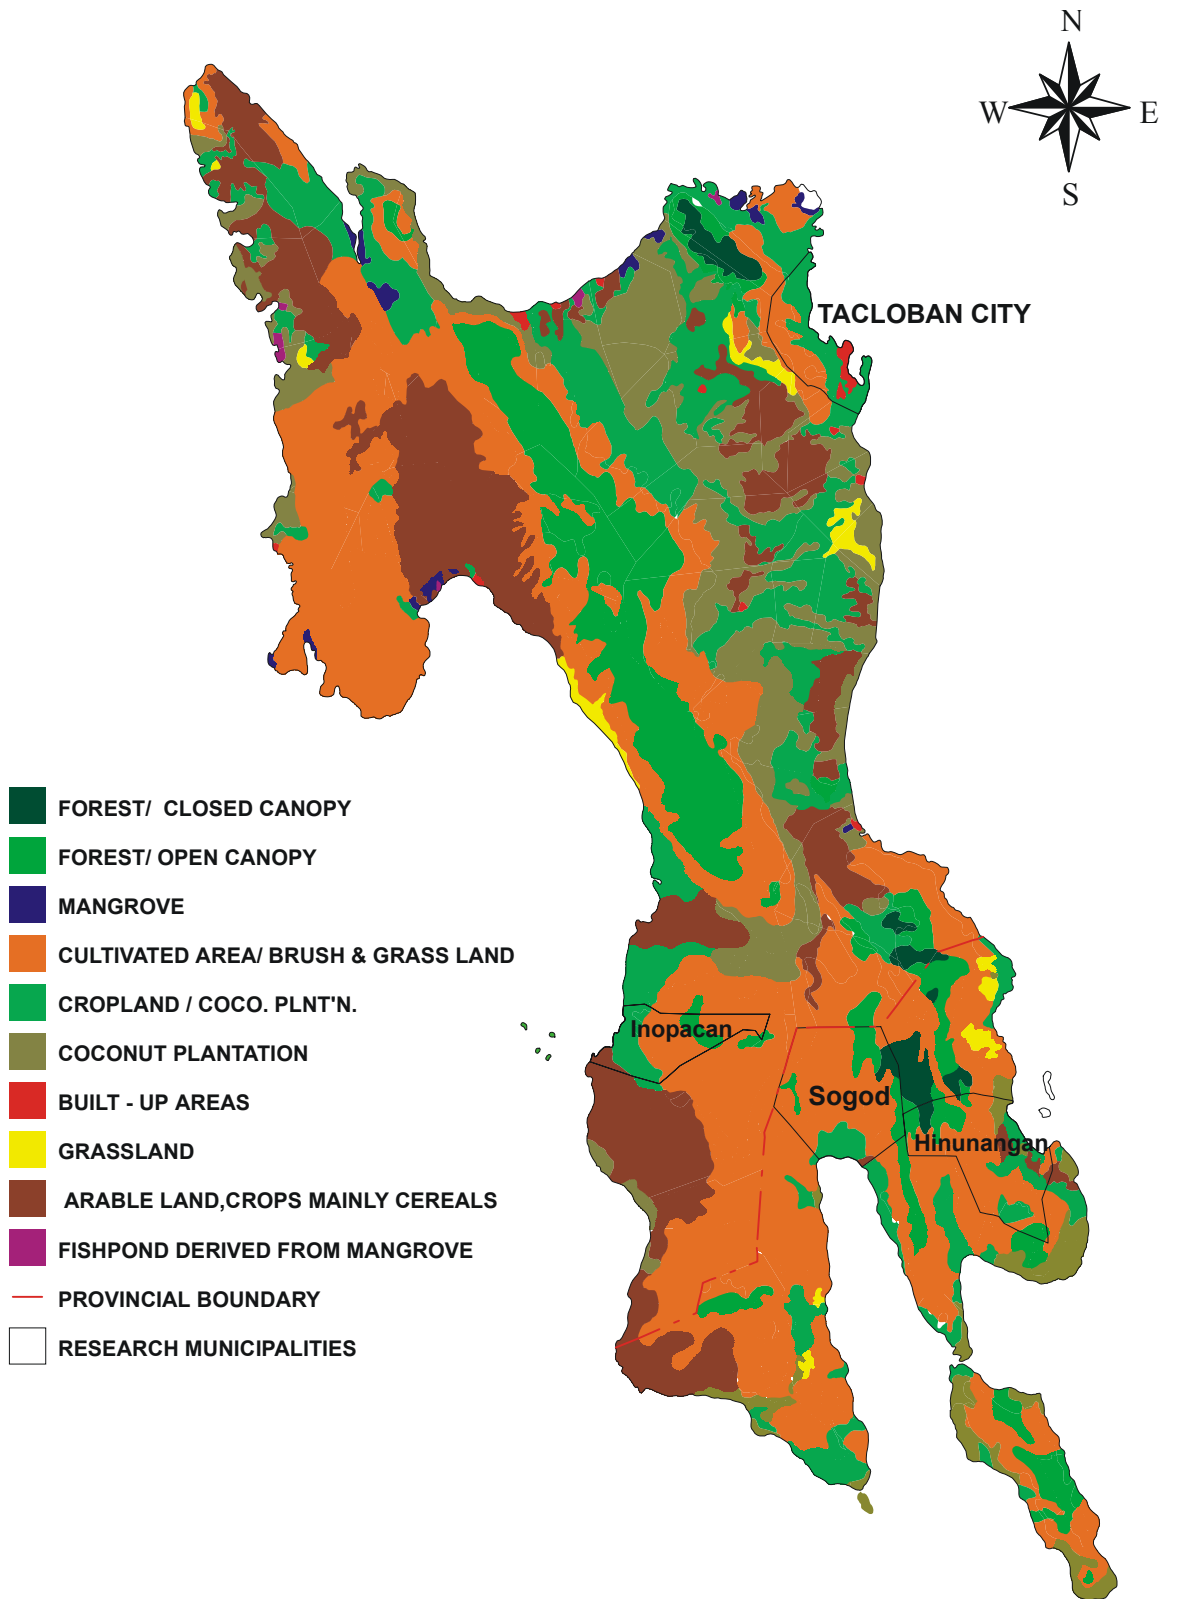 N
W E
S
TACLOBAN CITY
FOREST/ CLOSED CANOPY
FOREST/ OPEN CANOPY
MANGROVE
CULTIVATED AREA/ BRUSH & GRASS LAND
CROPLAND / COCO. PLNT'N.
COCONUT PLANTATION
BUILT - UP AREAS
GRASSLAND
ARABLE LAND,CROPS MAINLY CEREALS
FISHPOND DERIVED FROM MANGROVE
PROVINCIAL BOUNDARY
RESEARCH MUNICIPALITIES
Inopacan
Sogod
Hinunangan